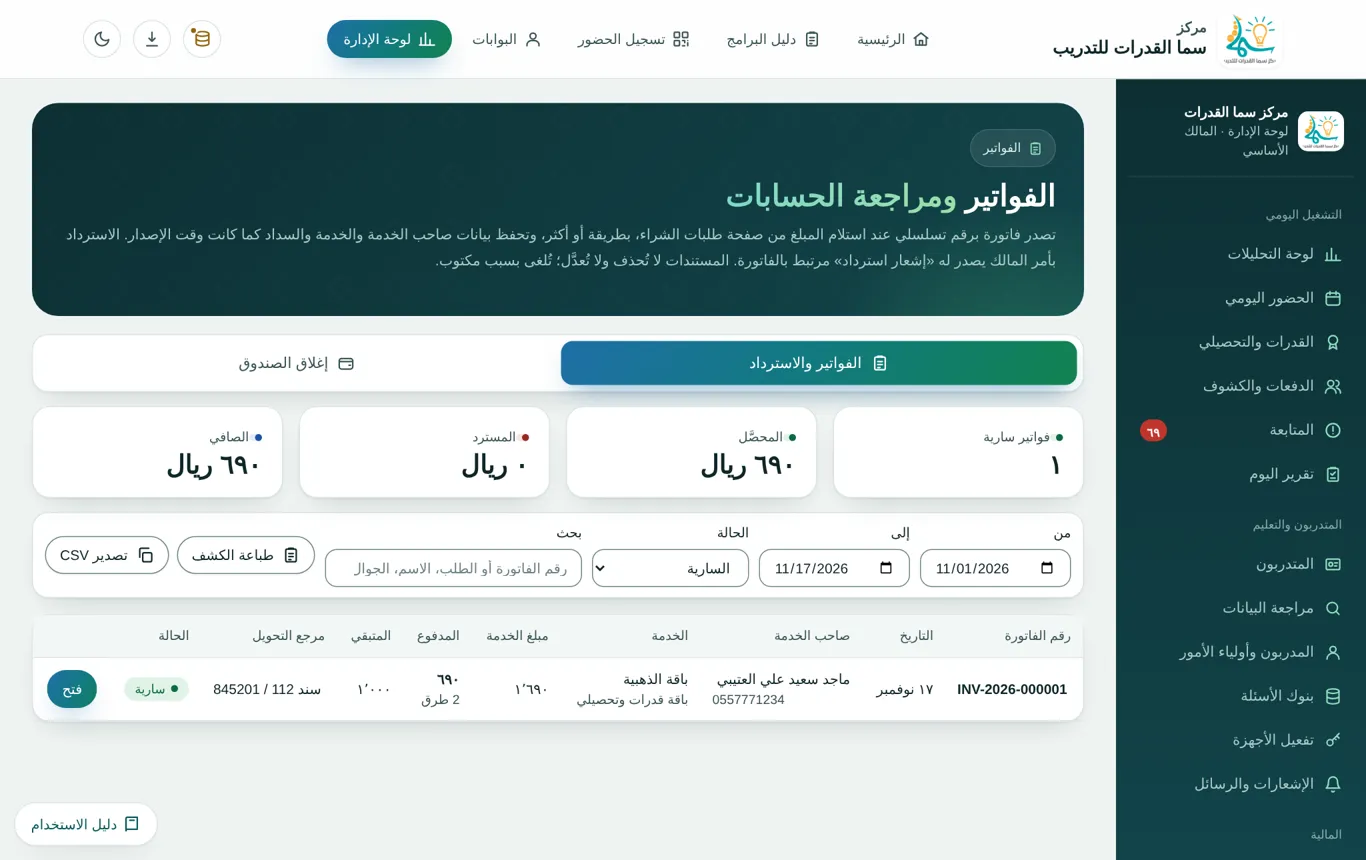 مركز
سما القدرات للتدريب
الرئيسية
دليل البرامج
تسجيل الحضور
البوابات
لوحة الإدارة
مركز سما القدرات
لوحة الإدارة · المالك
الأساسي
التشغيل اليومي
لوحة التحليلات
الحضور اليومي
القدرات والتحصيلي
الدفعات والكشوف
المتابعة
٦٩
تقرير اليوم
المتدربون والتعليم
المتدربون
مراجعة البيانات
المدربون وأولياء الأمور
بنوك الأسئلة
تفعيل الأجهزة
الإشعارات والرسائل
المالية
الفواتير
الفواتير ومراجعة الحسابات
تصدر فاتورة برقم تسلسلي عند استلام المبلغ من صفحة طلبات الشراء، بطريقة أو أكثر، وتحفظ بيانات صاحب الخدمة والخدمة والسداد كما كانت وقت الإصدار. الاسترداد
بأمر المالك يصدر له «إشعار استرداد» مرتبط بالفاتورة. المستندات لا تُحذف ولا تُعدَّل؛ تُلغى بسبب مكتوب.
الفواتير والاسترداد
إغلاق الصندوق
فواتير سارية
١
المحصَّل
٦٩٠ ريال
المسترد
٠ ريال
الصافي
٦٩٠ ريال
من
إلى
الحالة
بحث
11/01/2026
11/17/2026
السارية
رقم الفاتورة أو الطلب، الاسم، الجوال
طباعة الكشف
تصدير CSV
رقم الفاتورة
التاريخ
صاحب الخدمة
الخدمة
مبلغ الخدمة
المدفوع
المتبقي
مرجع التحويل
الحالة
INV-2026-000001
١٧ نوفمبر
ماجد سعيد علي العتيبي
0557771234
باقة الذهبية
باقة قدرات وتحصيلي
١٬٦٩٠
٦٩٠
2 طرق
١٬٠٠٠
سند 112 / 845201
سارية
فتح
دليل الاستخدام